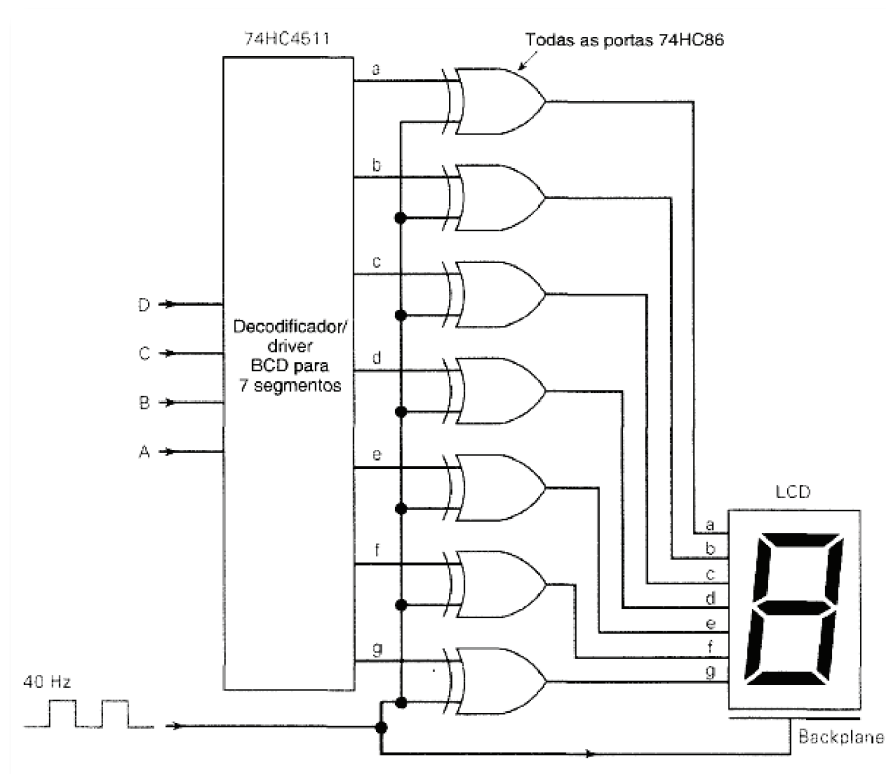 74HC4511
Todas as portas 74HC86
a
b
c
d
e
f
g
D
C
B
A
Decodificador/
driver
BCD para
7 segmentos
LCD
a
b
c
d
e
f
g
40 Hz
Backplane